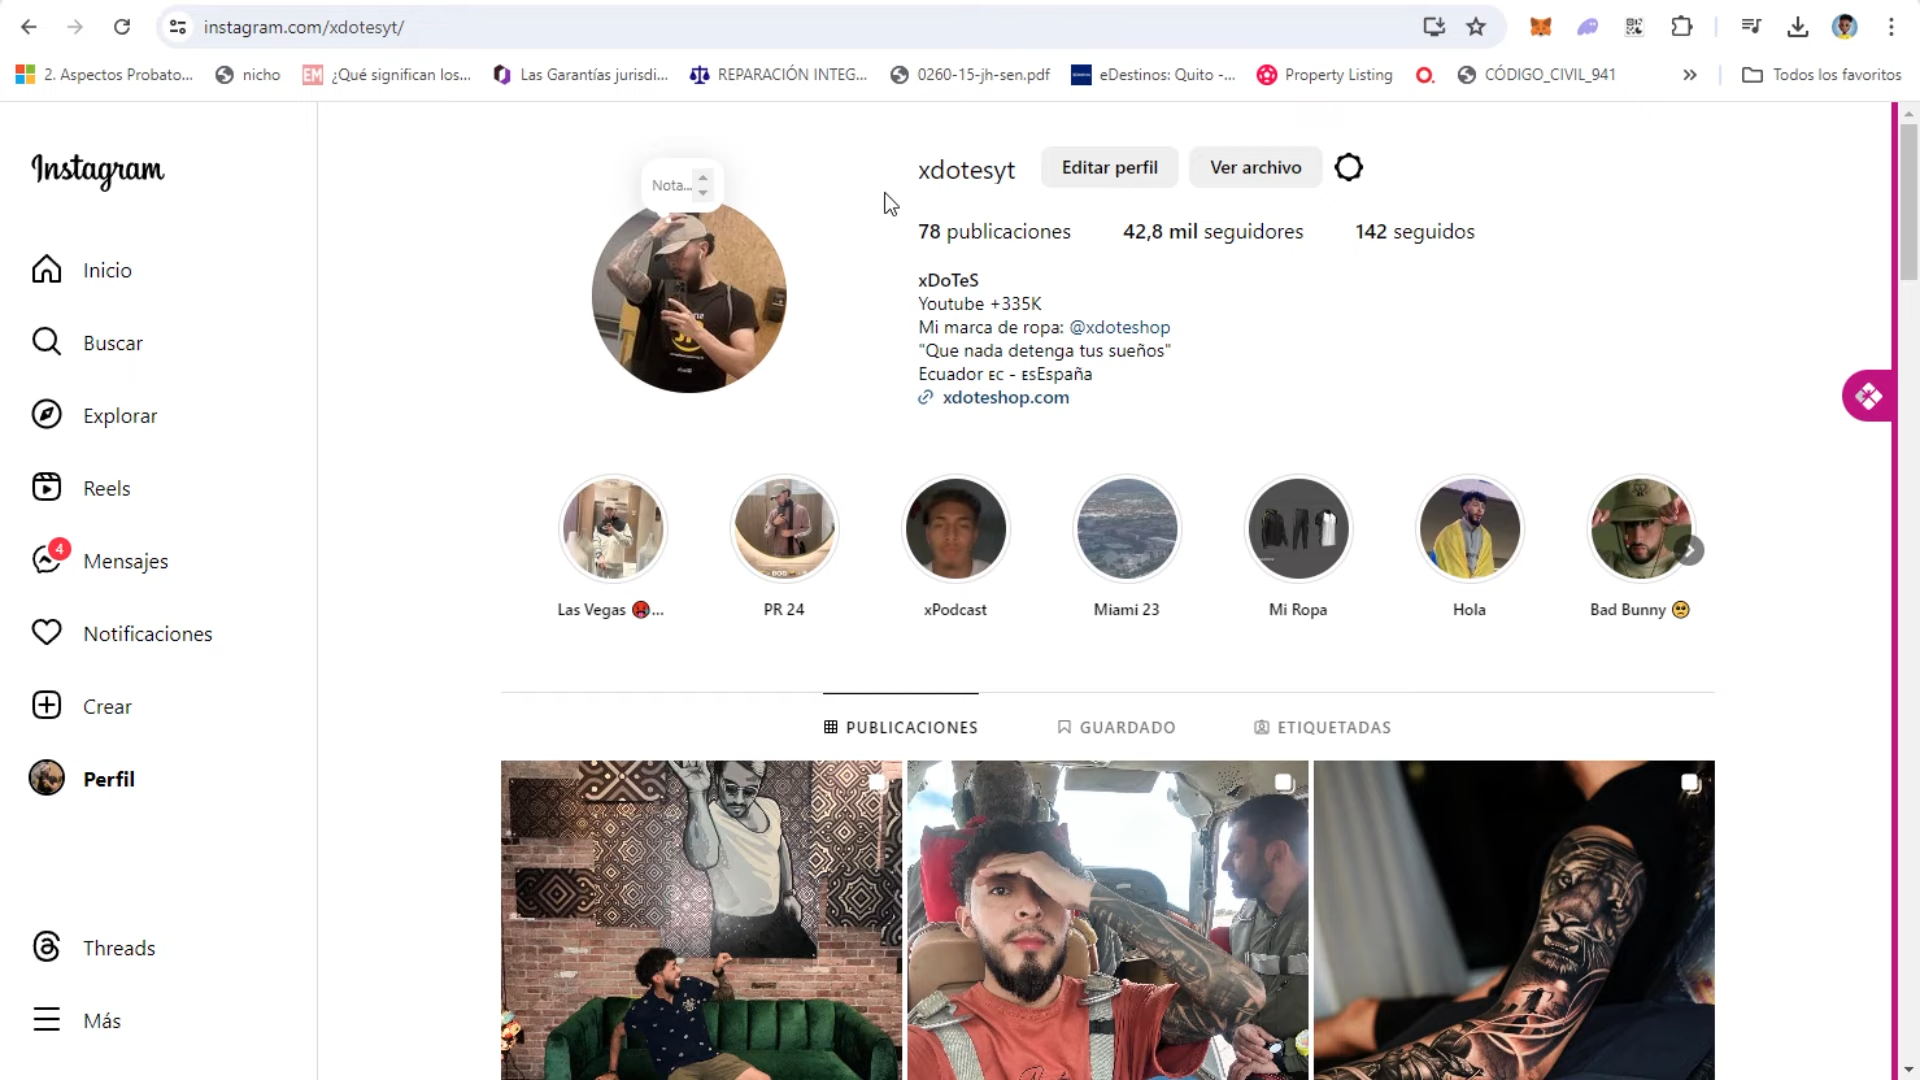 instagram.com/xdotesyt/
2. Aspectos Probato...
nicho
EM ¿Qué significan los...
Las Garantías jurisdi...
REPARACIÓN INTEG...
0260-15-jh-sen.pdf
eDestinos: Quito -...
Property Listing
CÓDIGO_CIVIL_941
Todos los favoritos
Instagram
Inicio
Buscar
Explorar
Reels
4
Mensajes
Notificaciones
Crear
Perfil
Threads
Más
Nota...
xdotesyt
Editar perfil
Ver archivo
78 publicaciones
42,8 mil seguidores
142 seguidos
xDoTeS
Youtube +335K
Mi marca de ropa: @xdoteshop
"Que nada detenga tus sueños"
Ecuador EC - ESEspaña
xdoteshop.com
Las Vegas 🥵...
PR 24
xPodcast
Miami 23
Mi Ropa
Hola
Bad Bunny 🥺
PUBLICACIONES
GUARDADO
ETIQUETADAS